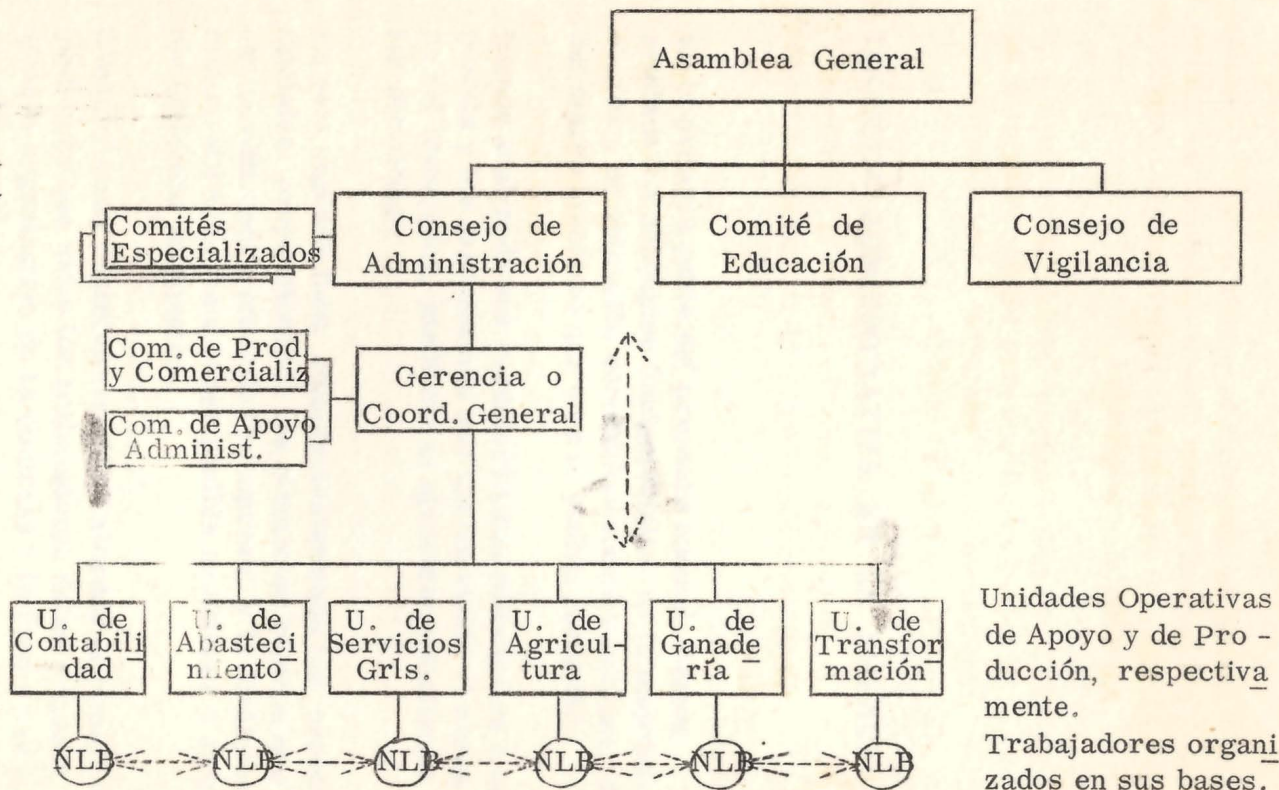 Asamblea General
Comités
Especializados
Consejo de
Administración
Comité de
Educación
Consejo de
Vigilancia
Com. de Prod.
y Comercializ
Com. de Apoyo
Administ.
Gerencia o
Coord. General
U. de
Contabili
dad
U. de
Abasteci
miento
U. de
Servicios
Grls.
U. de
Agricul-
tura
U. de
Ganade
ría
U. de
Transfor
mación
Unidades Operativas
de Apoyo y de Pro -
ducción, respectiva
mente.
Trabajadores organi
zados en sus bases.
NLB
NLB
NLB
NLB
NLB
NLB